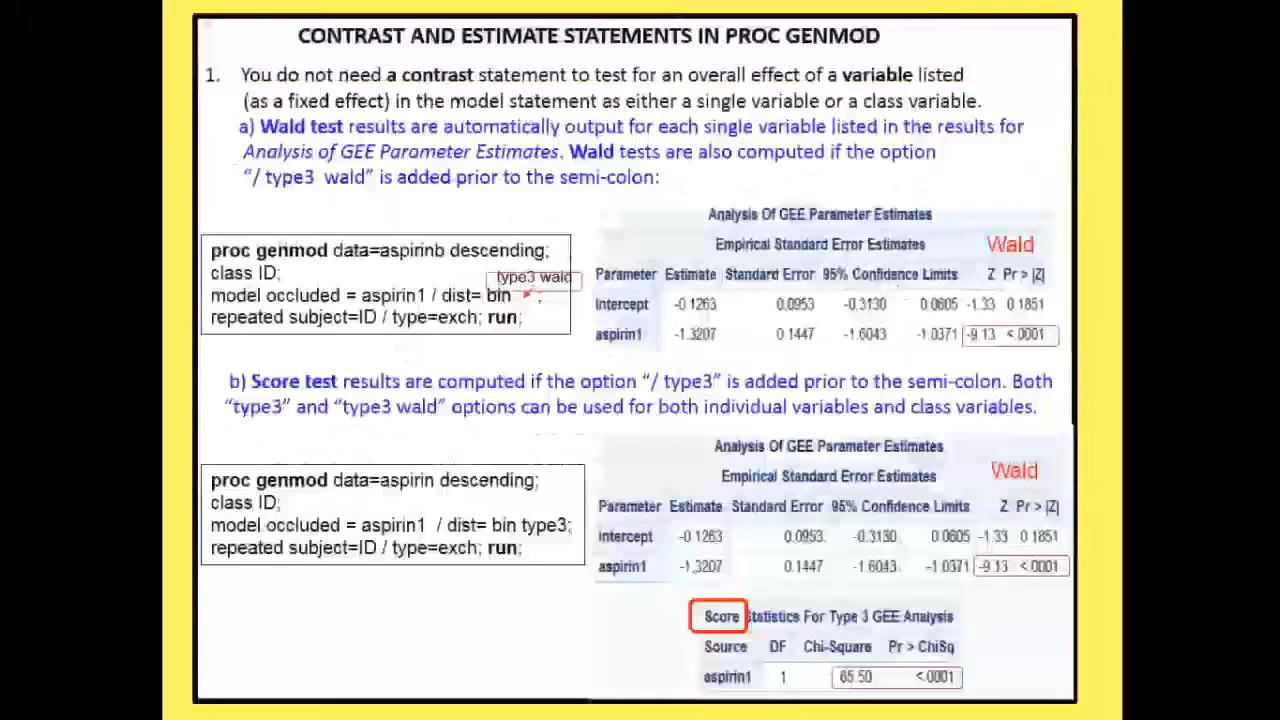 CONTRAST AND ESTIMATE STATEMENTS IN PROC GENMOD
1. You do not need a contrast statement to test for an overall effect of a variable listed
(as a fixed effect) in the model statement as either a single variable or a class variable.
a) Wald test results are automatically output for each single variable listed in the results for
Analysis of GEE Parameter Estimates. Wald tests are also computed if the option
“/ type3 wald” is added prior to the semi-colon:
proc genmod data=aspirinb descending;
class ID;
type3 wald
model occluded = aspirin1 / dist= bin ;
repeated subject=ID / type=exch; run;
Analysis Of GEE Parameter Estimates
Empirical Standard Error Estimates Wald
Parameter Estimate Standard Error 95% Confidence Limits Z Pr > |Z|
Intercept -0.1263 0.0953 -0.3130 0.0605 -1.33 0.1851
aspirin1 -1.3207 0.1447 -1.6043 -1.0371 -9.13 <.0001
b) Score test results are computed if the option “/ type3” is added prior to the semi-colon. Both
“type3” and “type3 wald” options can be used for both individual variables and class variables.
proc genmod data=aspirin descending;
class ID;
model occluded = aspirin1 / dist= bin type3;
repeated subject=ID / type=exch; run;
Analysis Of GEE Parameter Estimates
Empirical Standard Error Estimates Wald
Parameter Estimate Standard Error 95% Confidence Limits Z Pr > |Z|
Intercept -0.1263 0.0953 -0.3130 0.0605 -1.33 0.1851
aspirin1 -1.3207 0.1447 -1.6043 -1.0371 -9.13 <.0001
Score Statistics For Type 3 GEE Analysis
Source DF Chi-Square Pr > ChiSq
aspirin1 1 65.50 <.0001